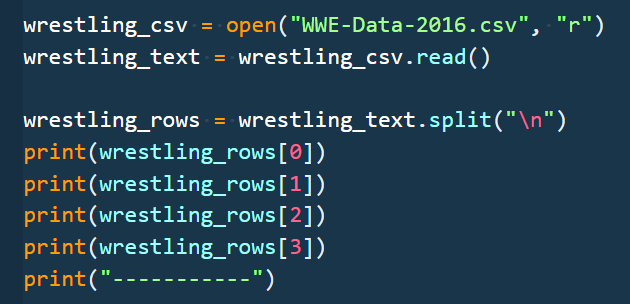 wrestling_csv = open("WWE-Data-2016.csv", "r")
wrestling_text = wrestling_csv.read()
wrestling_rows = wrestling_text.split("\n")
print(wrestling_rows[0])
print(wrestling_rows[1])
print(wrestling_rows[2])
print(wrestling_rows[3])
print("-----------")